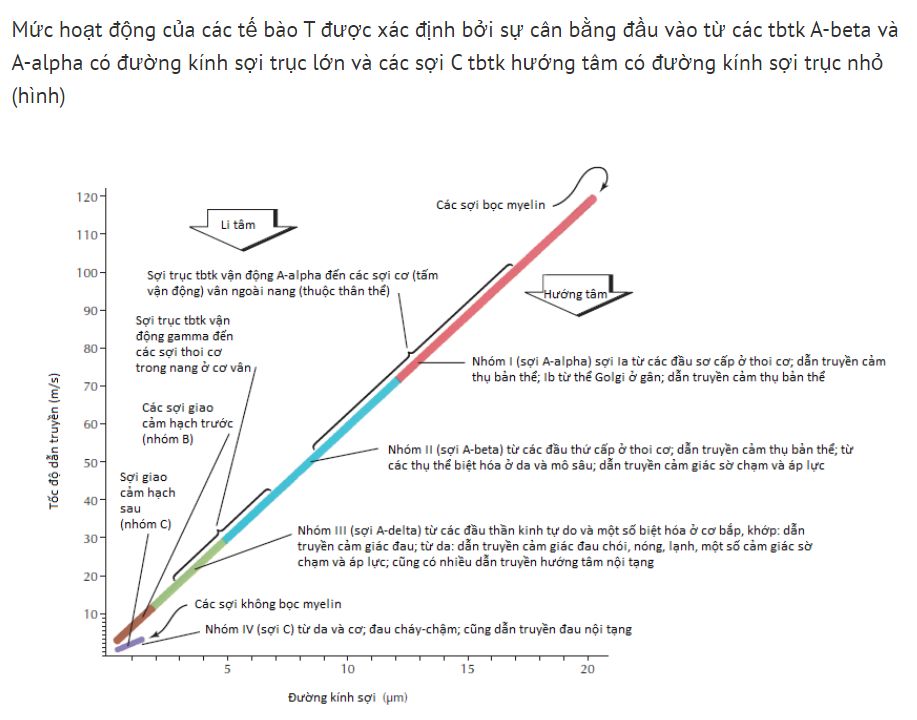 Mức hoạt động của các tế bào T được xác định bởi sự cân bằng đầu vào từ các tbtk A-beta và
A-alpha có đường kính sợi trục lớn và các sợi C tbtk hướng tâm có đường kính sợi trục nhỏ
(hình)
120
Các sợi bọc myelin
Li tâm
110
100
Sợi trục tbtk vận động A-alpha đến các sợi cơ (tấm
vận động) vân ngoài nang (thuộc thân thể)
Hướng tâm
90
Sợi trục tbtk vận
động gamma đến
các sợi thoi cơ
trong nang ở cơ vân
80
Nhóm I (sợi A-alpha) sợi Ia từ các đầu sơ cấp ở thoi cơ; dẫn truyền cảm
thụ bản thể; Ib từ thể Golgi ở gân; dẫn truyền cảm thụ bản thể
70
Các sợi giao
cảm hạch trước
(nhóm B)
60
Nhóm II (sợi A-beta) từ các đầu thứ cấp ở thoi cơ; dẫn truyền cảm thụ bản thể; từ
các thụ thể biệt hóa ở da và mô sâu; dẫn truyền cảm giác sờ chạm và áp lực
50
Tốc độ dẫn truyền (m/s)
Sợi giao
cảm hạch
sau
(nhóm C)
40
30
Nhóm III (sợi A-delta) từ các đầu thần kinh tự do và một số biệt hóa ở cơ bắp, khớp: dẫn
truyền cảm giác đau; từ da: dẫn truyền cảm giác đau chói, nóng, lạnh, một số cảm giác sờ
chạm và áp lực; cũng có nhiều dẫn truyền hướng tâm nội tạng
20
Các sợi không bọc myelin
10
Nhóm IV (sợi C) từ da và cơ; đau cháy-chậm; cũng dẫn truyền đau nội tạng
5 10 15 20
Đường kính sợi (µm)